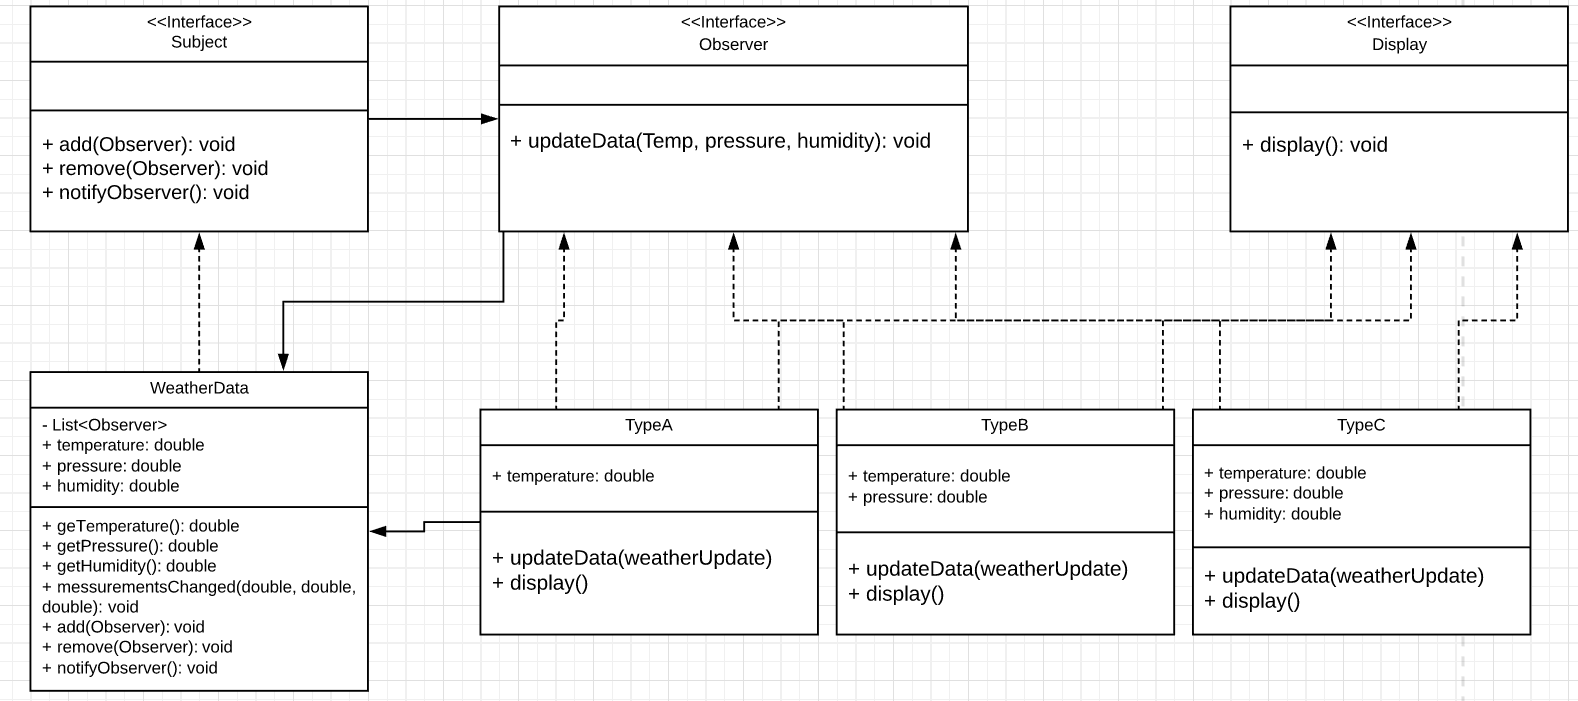 <<Interface>>
Subject
+ add(Observer): void
+ remove(Observer): void
+ notifyObserver(): void
<<Interface>>
Observer
+ updateData(Temp, pressure, humidity): void
<<Interface>>
Display
+ display(): void
WeatherData
- List<Observer>
+ temperature: double
+ pressure: double
+ humidity: double
+ geTemperature(): double
+ getPressure(): double
+ getHumidity(): double
+ messurementsChanged(double, double,
double): void
+ add(Observer): void
+ remove(Observer): void
+ notifyObserver(): void
TypeA
+ temperature: double
+ updateData(weatherUpdate)
+ display()
TypeB
+ temperature: double
+ pressure: double
+ updateData(weatherUpdate)
+ display()
TypeC
+ temperature: double
+ pressure: double
+ humidity: double
+ updateData(weatherUpdate)
+ display()